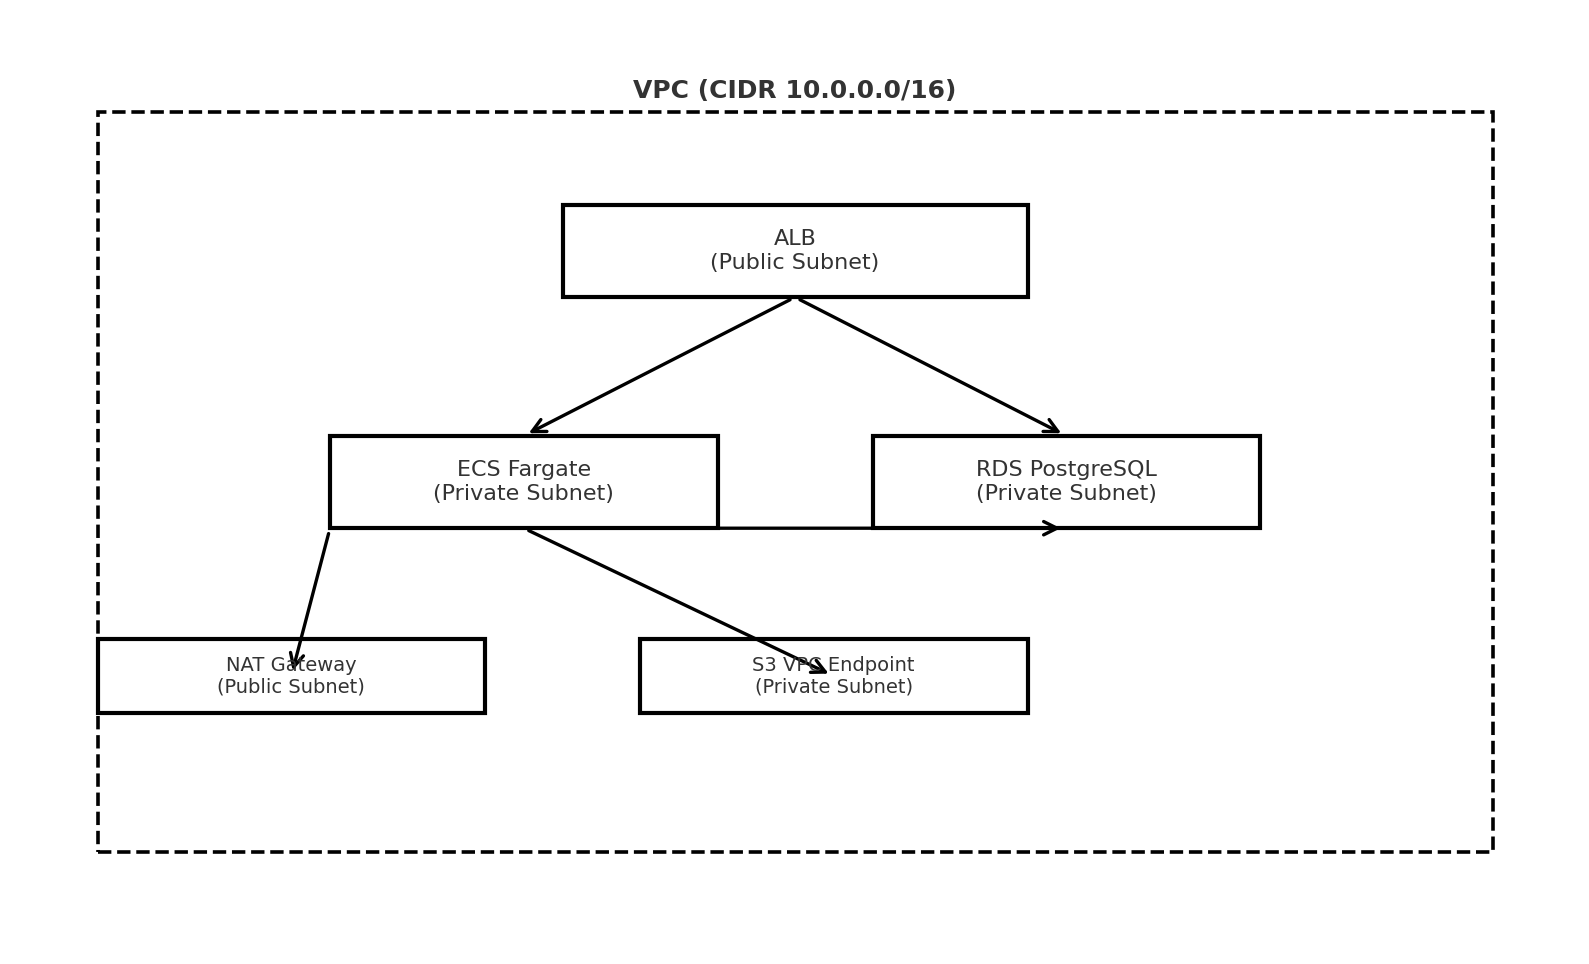 VPC (CIDR 10.0.0.0/16)
ALB
(Public Subnet)
ECS Fargate
(Private Subnet)
RDS PostgreSQL
(Private Subnet)
NAT Gateway
(Public Subnet)
S3 VPC Endpoint
(Private Subnet)